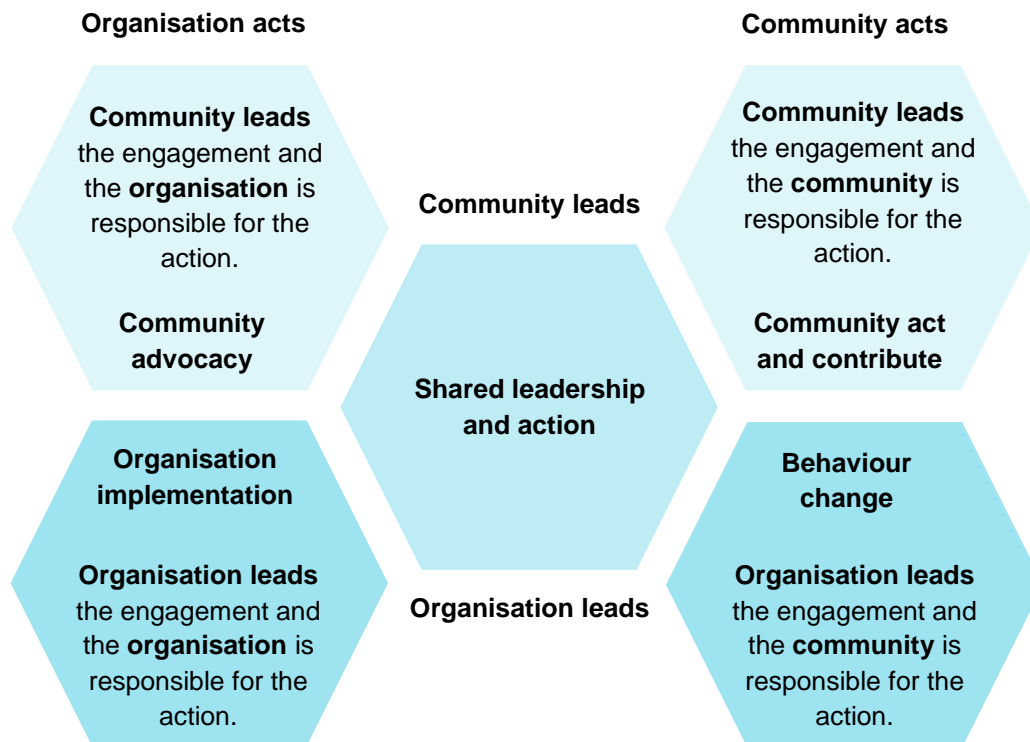 Organisation acts
Community acts
Community leads
the engagement and
the organisation is
responsible for the
action.
Community
advocacy
Community leads
Community leads
the engagement and
the community is
responsible for the
action.
Community act
and contribute
Shared leadership
and action
Organisation
implementation
Organisation leads
the engagement and
the organisation is
responsible for the
action.
Organisation leads
Behaviour
change
Organisation leads
the engagement and
the community is
responsible for the
action.